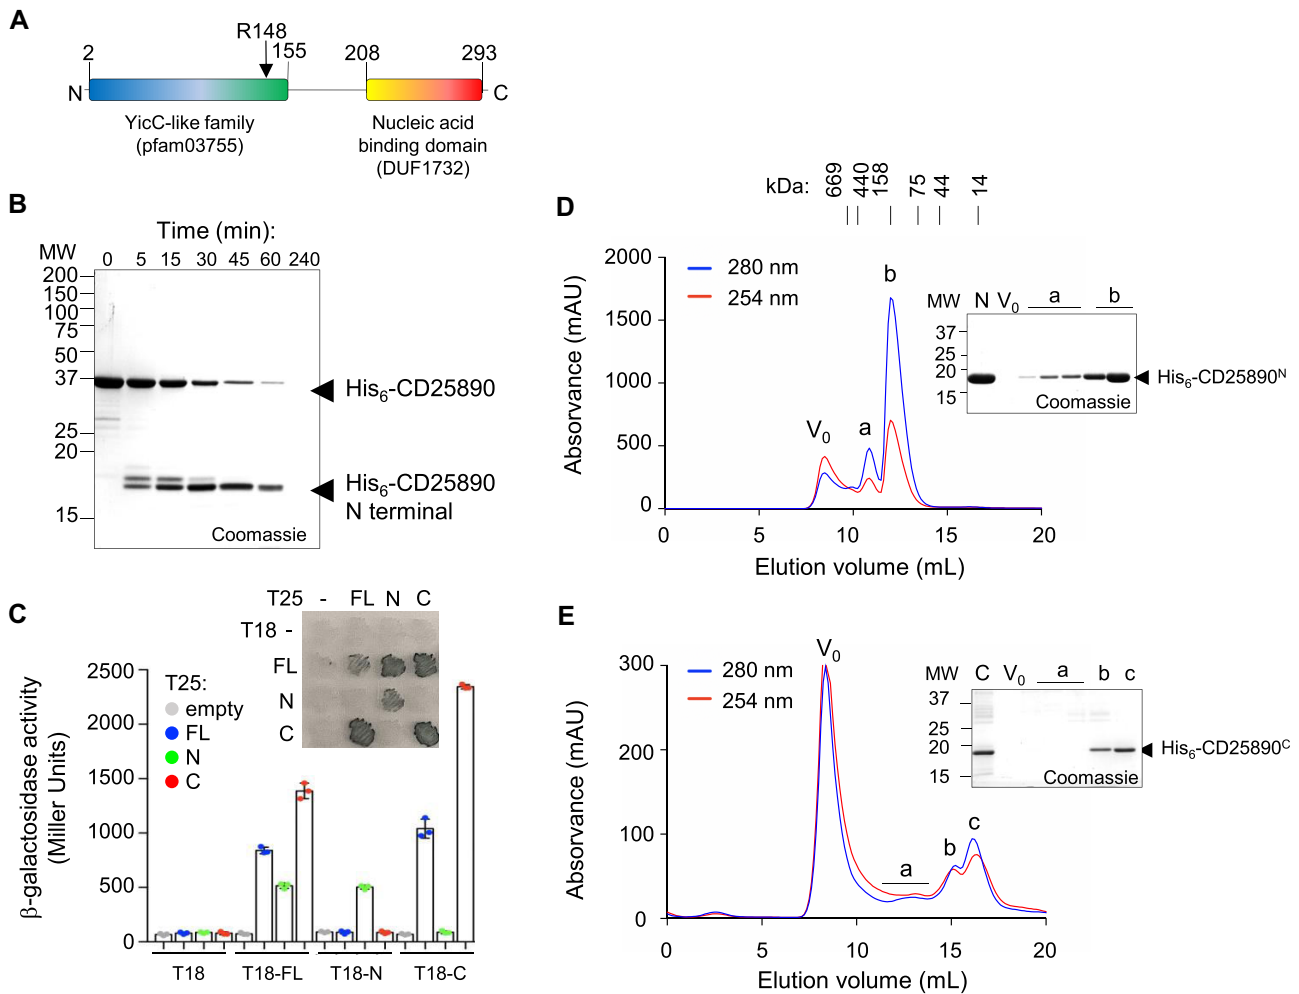 A
R148
2 155 208 293
N C
YicC-like family
(pfam03755)
Nucleic acid
binding domain
(DUF1732)
B
Time (min):
MW 0 5 15 30 45 60 240
200
150
100
75
50
37
25
20
15
His6-CD25890
His6-CD25890
N terminal
Coomassie
C
T25 - FL N C
T18 -
FL
N
C
β-galactosidase activity
(Miller Units)
2500
2000
1500
1000
500
0
T25:
empty
FL
N
C
T18 T18-FL T18-N T18-C
D
kDa: 669 440 158 75 44 14
Absorvance (mAU)
2000
1500
1000
500
0
280 nm
254 nm
V0
a
b
0 5 10 15 20
Elution volume (mL)
MW N V0 a b
37
25
20
15
His6-CD25890N
Coomassie
E
Absorvance (mAU)
300
200
100
0
280 nm
254 nm
V0
a
b
c
0 5 10 15 20
Elution volume (mL)
MW C V0 a b c
37
25
20
15
His6-CD25890C
Coomassie